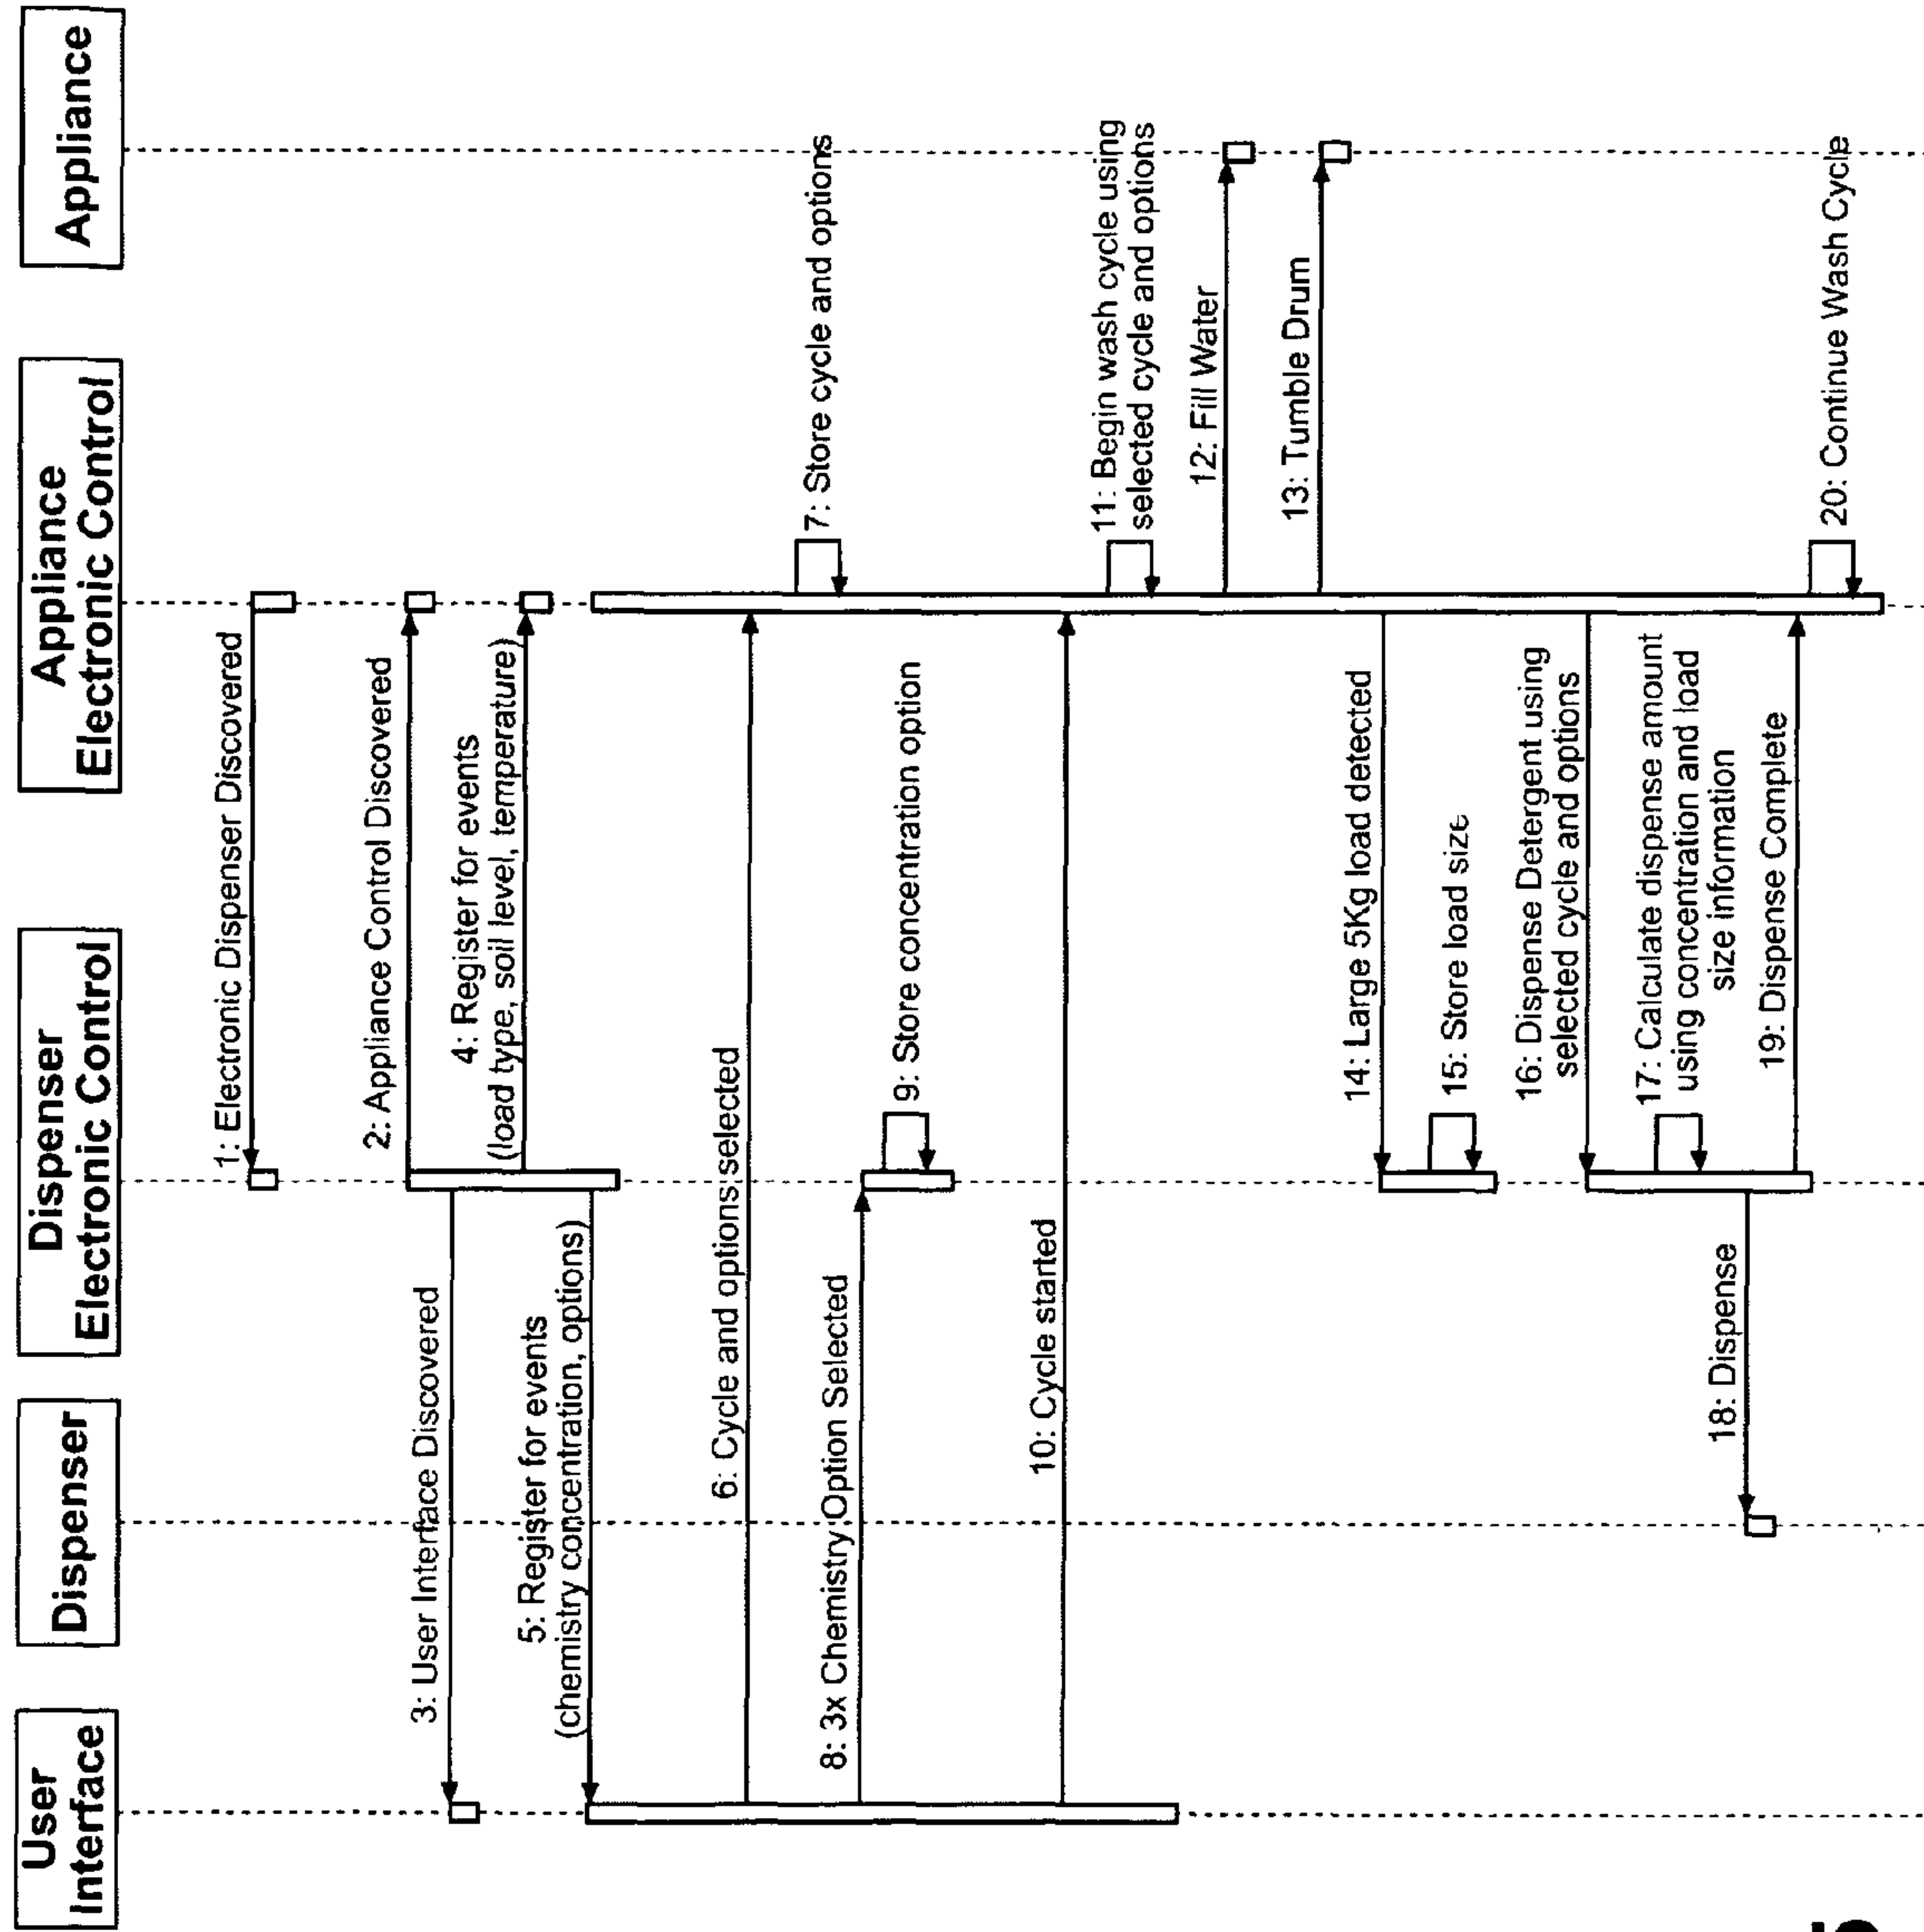 User
Interface
Dispenser
Dispenser
Electronic Control
Appliance
Electronic Control
Appliance
1: Electronic Dispenser Discovered
2: Appliance Control Discovered
3: User Interface Discovered
4: Register for events
(load type, soil level, temperature)
5: Register for events
(chemistry concentration, options)
6: Cycle and options selected
7: Store cycle and options
8: 3x Chemistry Option Selected
9: Store concentration option
10: Cycle started
11: Begin wash cycle using
selected cycle and options
12: Fill Water
13: Tumble Drum
14: Large 5Kg load detected
15: Store load size
16: Dispense Detergent using
selected cycle and options
17: Calculate dispense amount
using concentration and load
size information
18: Dispense
19: Dispense Complete
20: Continue Wash Cycle